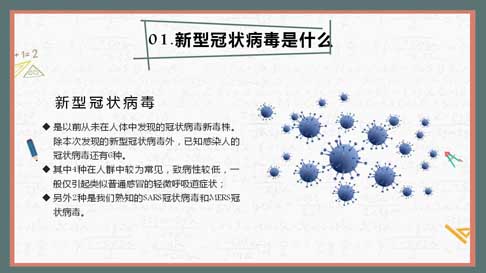 + 1 = 2
01.新型冠状病毒是什么
新型冠状病毒
◆ 是以前从未在人体中发现的冠状病毒新毒株。
除本次发现的新型冠状病毒外，已知感染人的
冠状病毒还有6种。
◆ 其中4种在人群中较为常见，致病性较低，一
般仅引起类似普通感冒的轻微呼吸道症状；
◆ 另外2种是我们熟知的SARS冠状病毒和MERS冠
状病毒。